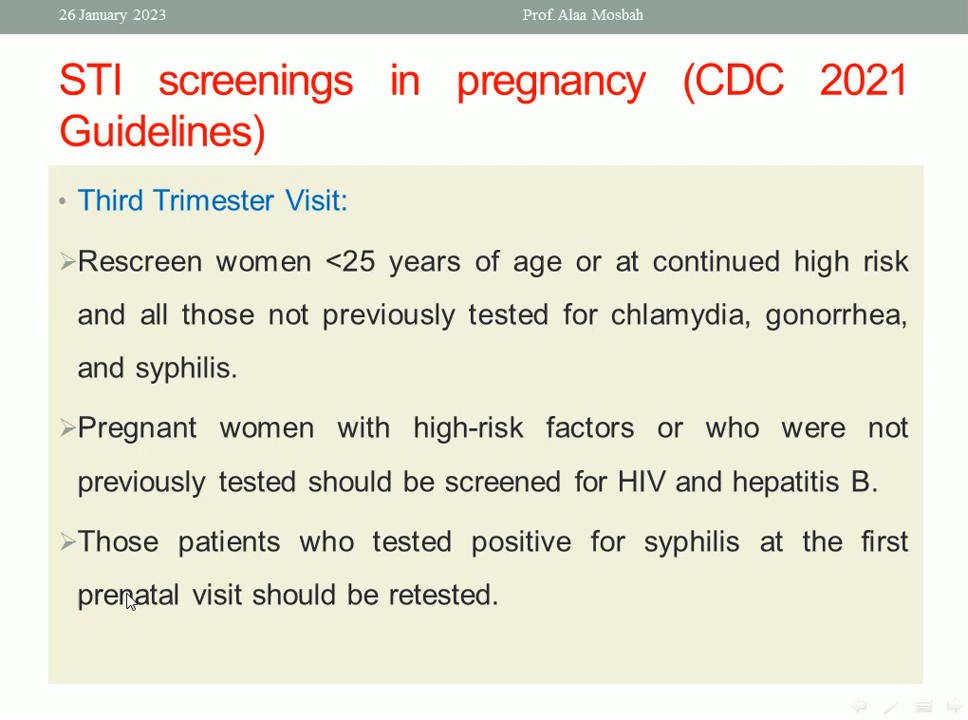 26 January 2023 Prof. Alaa Mosbah
STI screenings in pregnancy (CDC 2021
Guidelines)
• Third Trimester Visit:
➢Rescreen women <25 years of age or at continued high risk
and all those not previously tested for chlamydia, gonorrhea,
and syphilis.
➢Pregnant women with high-risk factors or who were not
previously tested should be screened for HIV and hepatitis B.
➢Those patients who tested positive for syphilis at the first
prenatal visit should be retested.